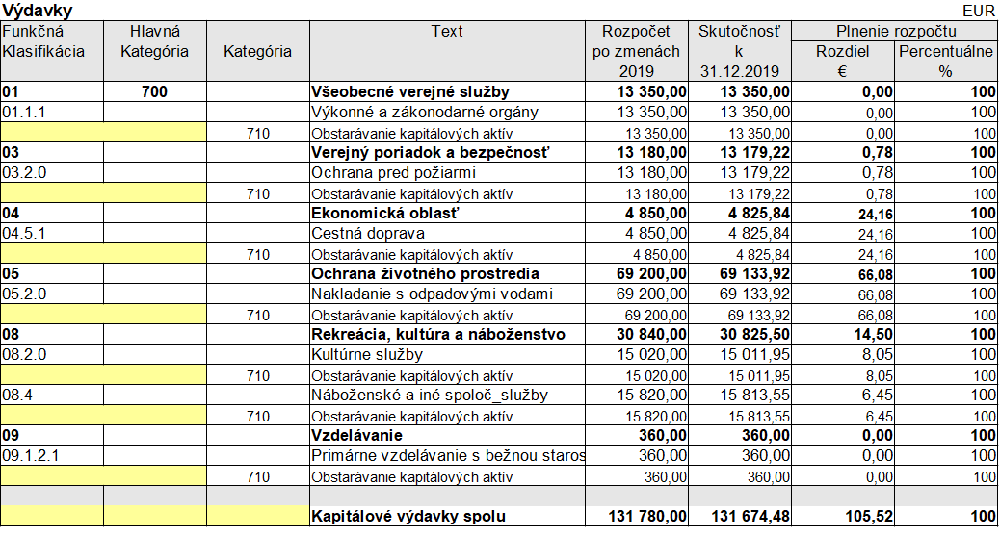 Výdavky EUR
Funkčná Hlavná Text Rozpočet Skutočnosť Plnenie rozpočtu
Klasifikácia Kategória Kategória po zmenách k Rozdiel Percentuálne
2019 31.12.2019 € %
01 700 Všeobecné verejné služby 13 350,00 13 350,00 0,00 100
01.1.1 Výkonné a zákonodarné orgány 13 350,00 13 350,00 0,00 100
710 Obstarávanie kapitálových aktív 13 350,00 13 350,00 0,00 100
03 Verejný poriadok a bezpečnosť 13 180,00 13 179,22 0,78 100
03.2.0 Ochrana pred požiarmi 13 180,00 13 179,22 0,78 100
710 Obstarávanie kapitálových aktív 13 180,00 13 179,22 0,78 100
04 Ekonomická oblasť 4 850,00 4 825,84 24,16 100
04.5.1 Cestná doprava 4 850,00 4 825,84 24,16 100
710 Obstarávanie kapitálových aktív 4 850,00 4 825,84 24,16 100
05 Ochrana životného prostredia 69 200,00 69 133,92 66,08 100
05.2.0 Nakladanie s odpadovými vodami 69 200,00 69 133,92 66,08 100
710 Obstarávanie kapitálových aktív 69 200,00 69 133,92 66,08 100
08 Rekreácia, kultúra a náboženstvo 30 840,00 30 825,50 14,50 100
08.2.0 Kultúrne služby 15 020,00 15 011,95 8,05 100
710 Obstarávanie kapitálových aktív 15 020,00 15 011,95 8,05 100
08.4 Náboženské a iné spoloč_služby 15 820,00 15 813,55 6,45 100
710 Obstarávanie kapitálových aktív 15 820,00 15 813,55 6,45 100
09 Vzdelávanie 360,00 360,00 0,00 100
09.1.2.1 Primárne vzdelávanie s bežnou staros 360,00 360,00 0,00 100
710 Obstarávanie kapitálových aktív 360,00 360,00 0,00 100
Kapitálové výdavky spolu 131 780,00 131 674,48 105,52 100